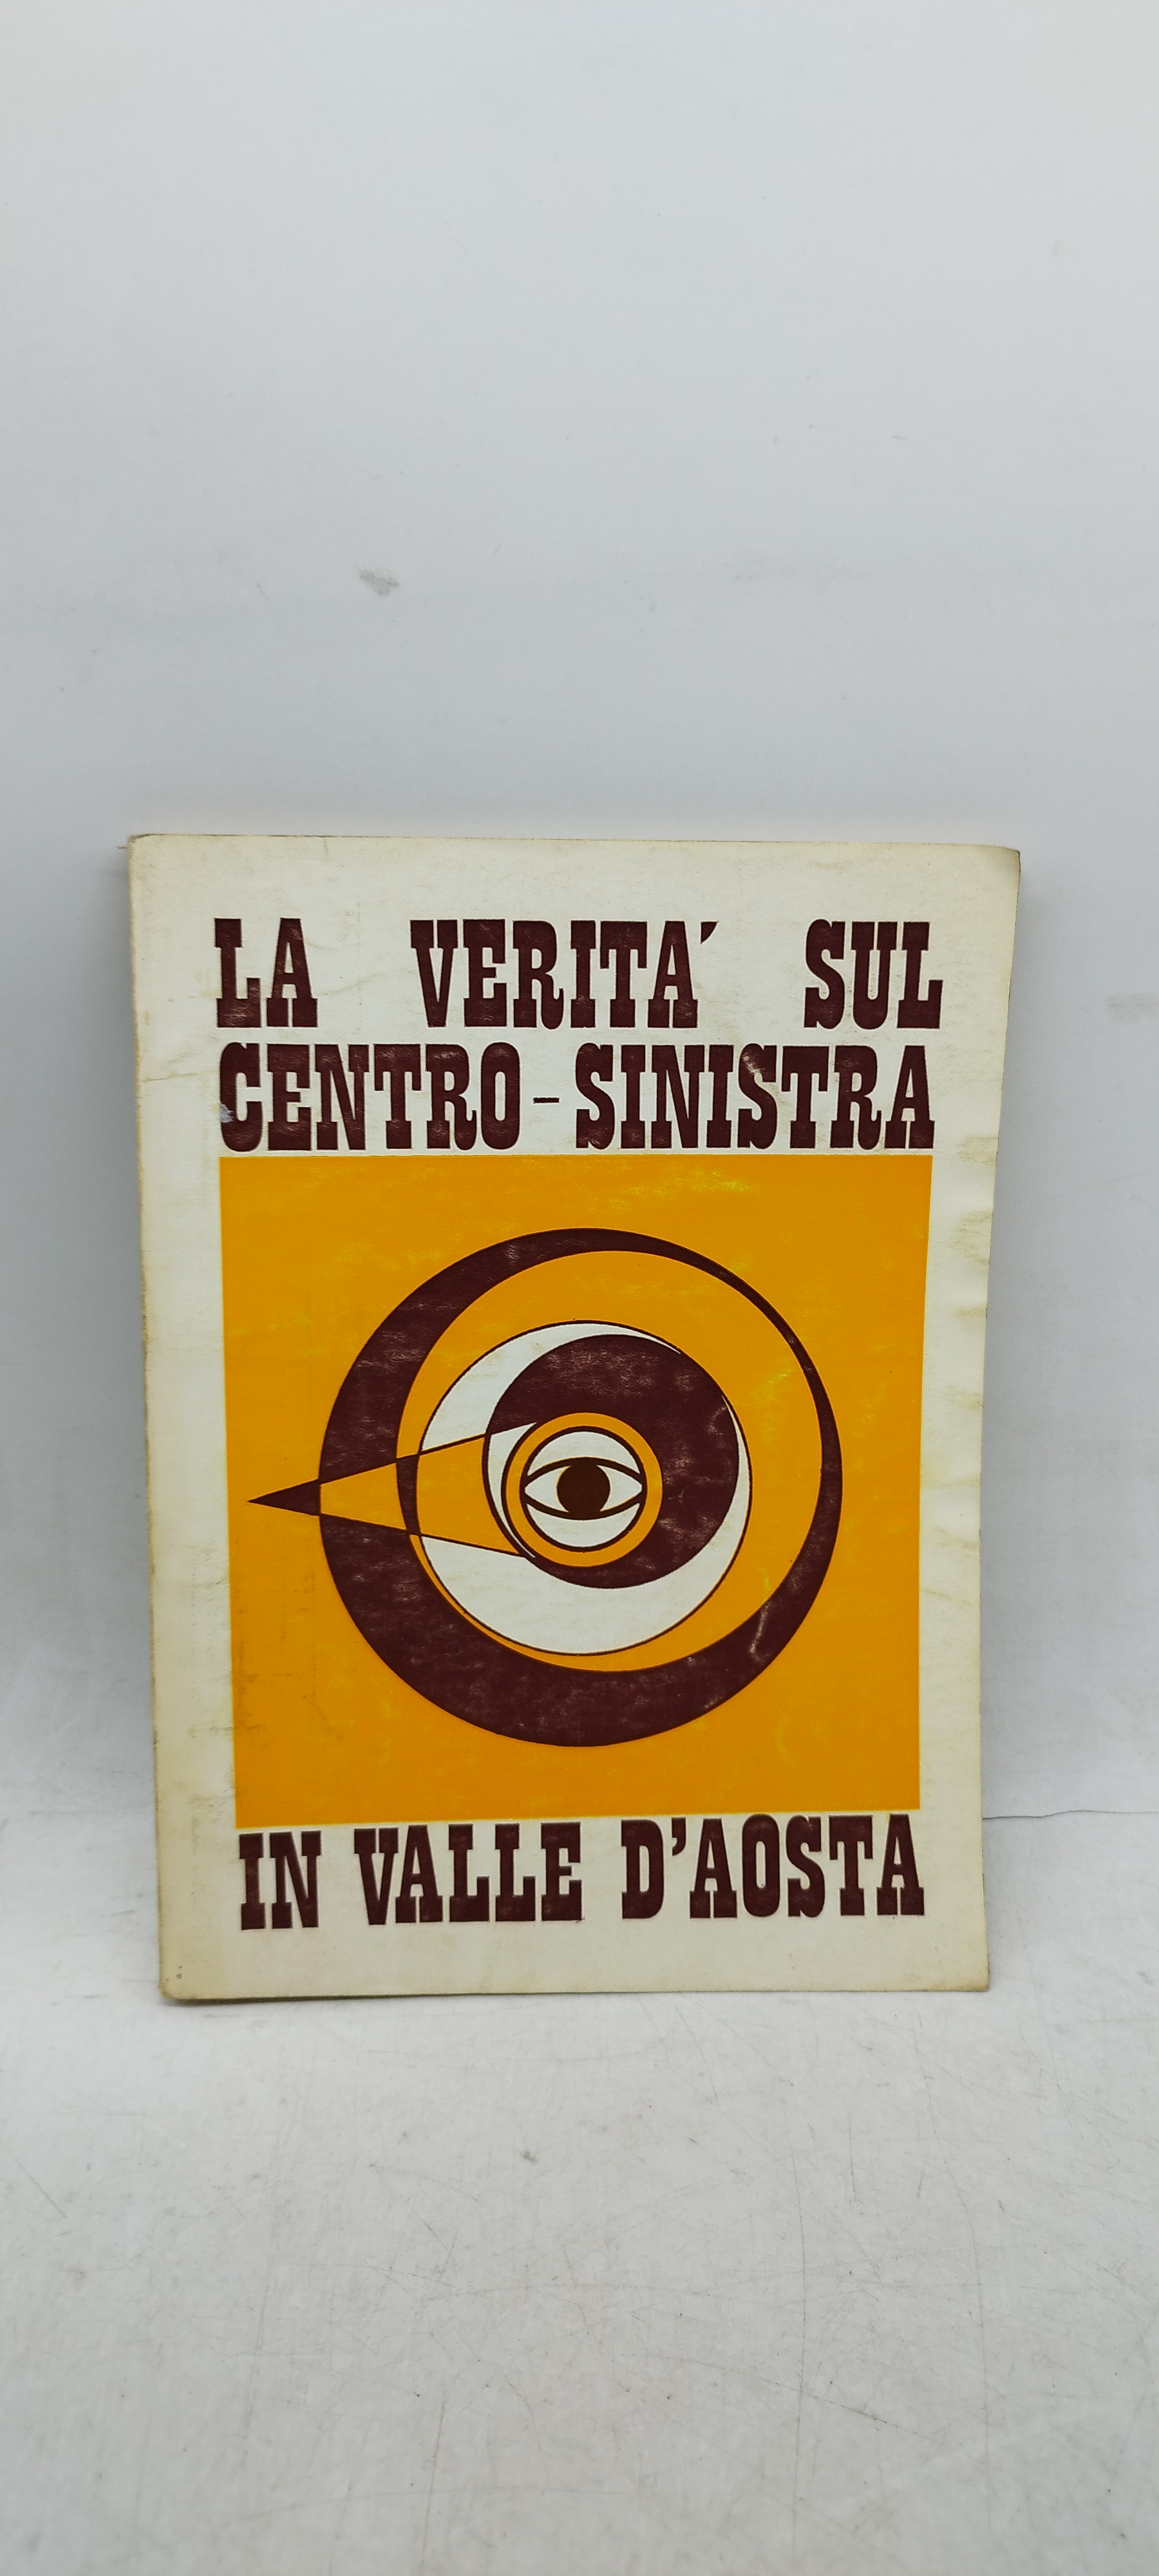 LA VERITA' SUL
CENTRO-SINISTRA
IN VALLE D'AOSTA